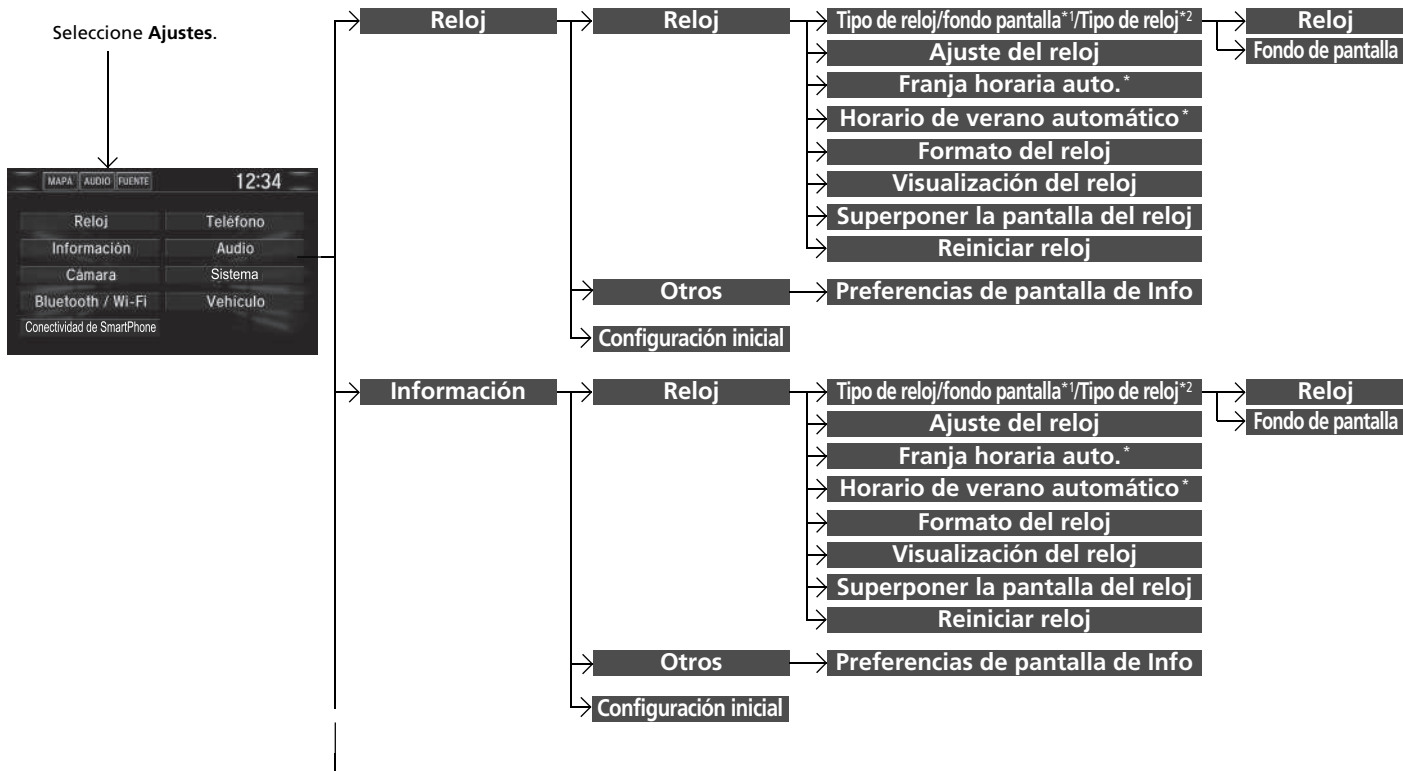 Seleccione Ajustes.
MAPA AUDIO FUENTE 12:34
Reloj Teléfono
Información Audio
Cámara Sistema
Bluetooth / Wi-Fi Vehículo
Conectividad de SmartPhone
Reloj
Reloj
Tipo de reloj/fondo pantalla*1/Tipo de reloj*2
Reloj
Fondo de pantalla
Ajuste del reloj
Franja horaria auto.*
Horario de verano automático*
Formato del reloj
Visualización del reloj
Superponer la pantalla del reloj
Reiniciar reloj
Otros
Preferencias de pantalla de Info
Configuración inicial
Información
Reloj
Tipo de reloj/fondo pantalla*1/Tipo de reloj*2
Reloj
Fondo de pantalla
Ajuste del reloj
Franja horaria auto.*
Horario de verano automático*
Formato del reloj
Visualización del reloj
Superponer la pantalla del reloj
Reiniciar reloj
Otros
Preferencias de pantalla de Info
Configuración inicial